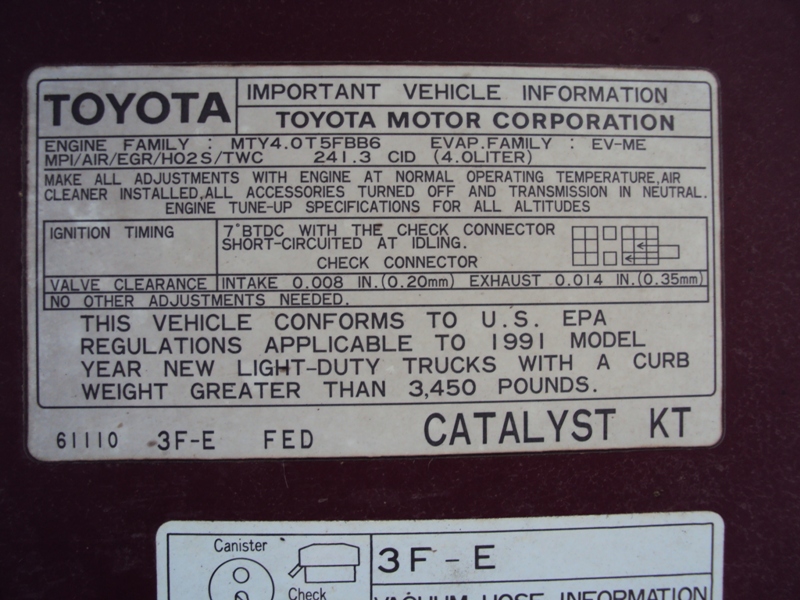 TOYOTA
IMPORTANT VEHICLE INFORMATION
TOYOTA MOTOR CORPORATION
ENGINE FAMILY : MTY4.0T5FBB6 EVAP.FAMILY : EV-ME
MPI/AIR/EGR/HO2S/TWC 241.3 CID (4.0LITER)
MAKE ALL ADJUSTMENTS WITH ENGINE AT NORMAL OPERATING TEMPERATURE,AIR
CLEANER INSTALLED,ALL ACCESSORIES TURNED OFF AND TRANSMISSION IN NEUTRAL.
ENGINE TUNE-UP SPECIFICATIONS FOR ALL ALTITUDES
IGNITION TIMING
7°BTDC WITH THE CHECK CONNECTOR
SHORT-CIRCUITED AT IDLING.
CHECK CONNECTOR
VALVE CLEARANCE INTAKE 0.008 IN.(0.20mm) EXHAUST 0.014 IN.(0.35mm)
NO OTHER ADJUSTMENTS NEEDED.
THIS VEHICLE CONFORMS TO U.S. EPA
REGULATIONS APPLICABLE TO 1991 MODEL
YEAR NEW LIGHT-DUTY TRUCKS WITH A CURB
WEIGHT GREATER THAN 3,450 POUNDS.
61110 3F-E FED CATALYST KT
Canister
Check
3F-E
VACUUM HOSE INFORMATION